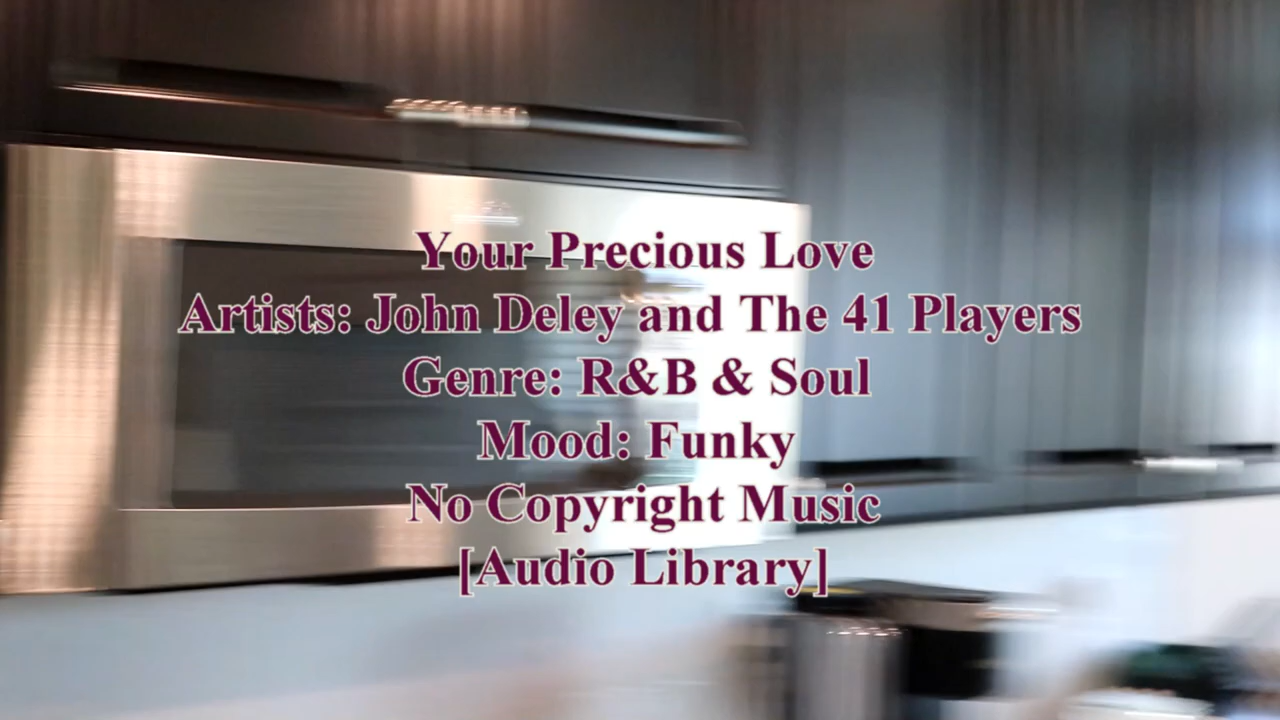 Your Precious Love
Artists: John Deley and The 41 Players
Genre: R&B & Soul
Mood: Funky
No Copyright Music
[Audio Library]